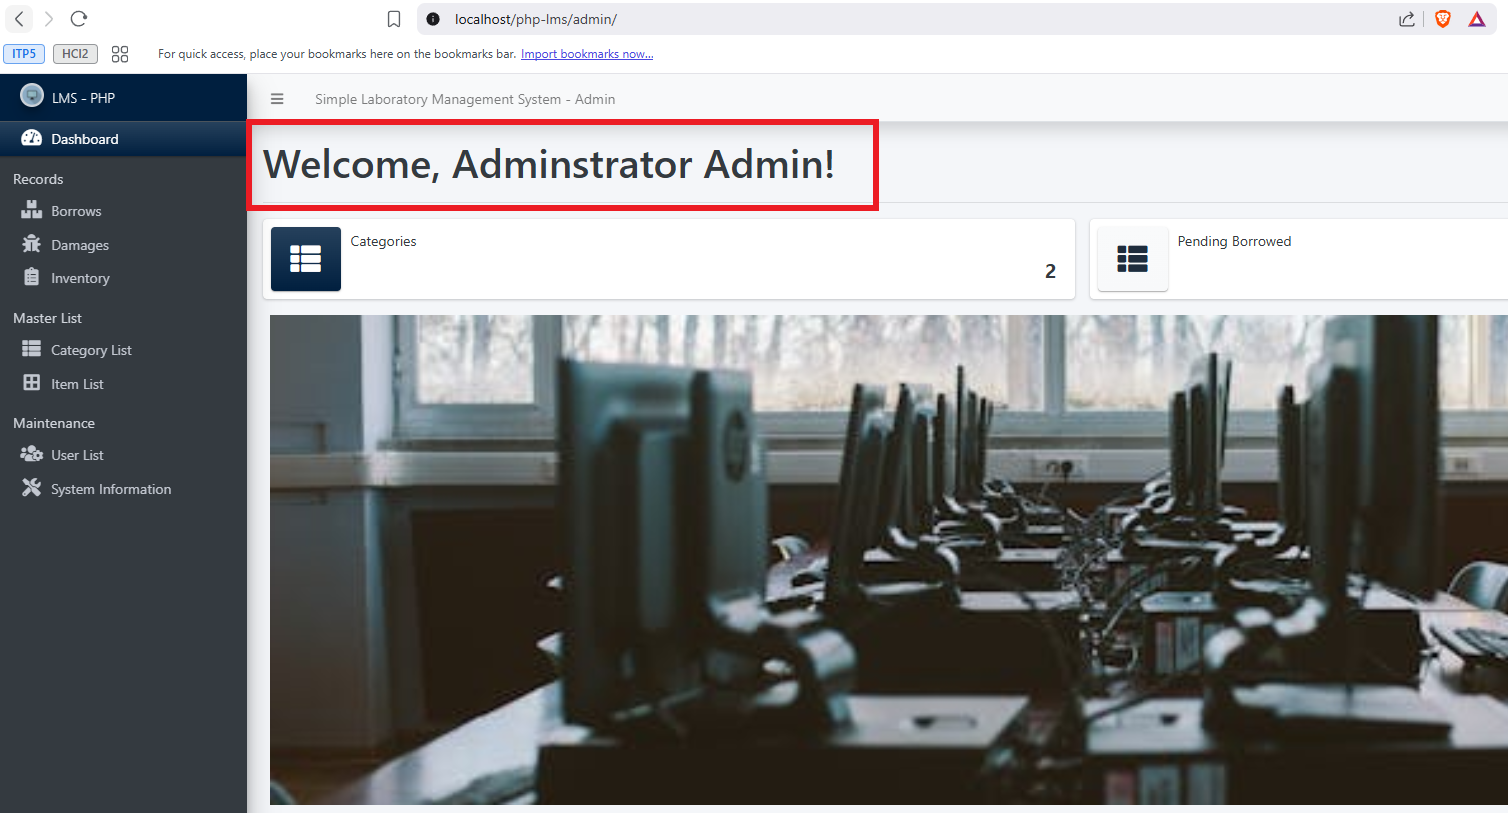 localhost/php-lms/admin/
ITP5 HCI2 For quick access, place your bookmarks here on the bookmarks bar. Import bookmarks now...
LMS - PHP
Simple Laboratory Management System - Admin
Dashboard
Welcome, Adminstrator Admin!
Records
Borrows
Damages
Inventory
Master List
Category List
Item List
Maintenance
User List
System Information
Categories
2
Pending Borrowed